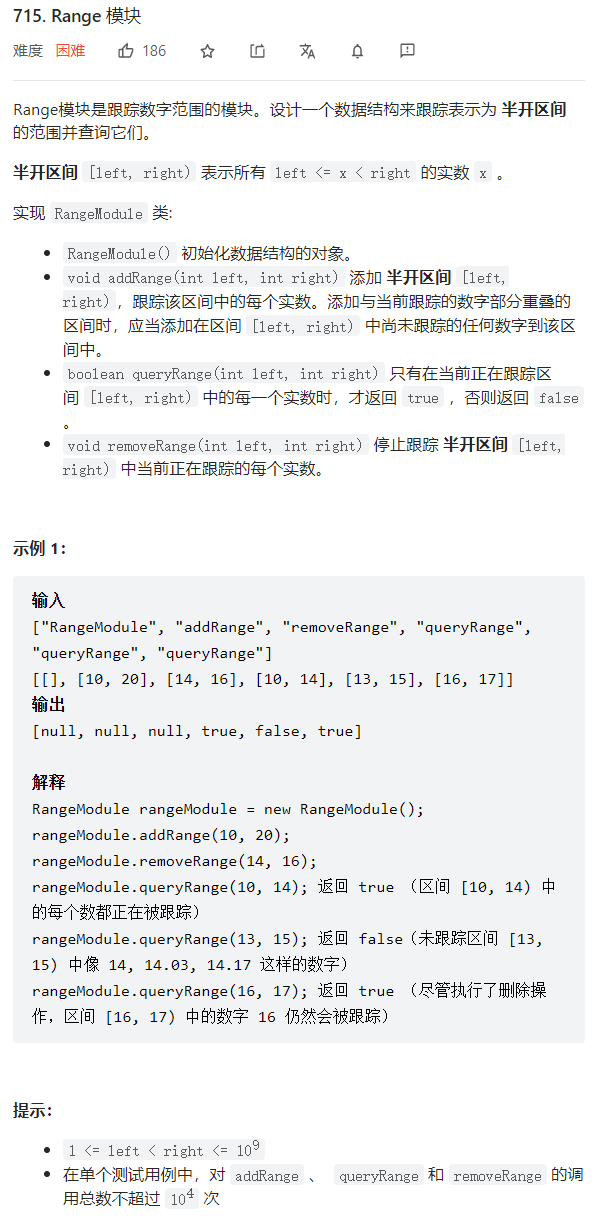 715. Range 模块
难度 困难 186
Range模块是跟踪数字范围的模块。设计一个数据结构来跟踪表示为 半开区间
的范围并查询它们。
半开区间 [left, right) 表示所有 left <= x < right 的实数 x 。
实现 RangeModule 类:
• RangeModule() 初始化数据结构的对象。
• void addRange(int left, int right) 添加 半开区间 [left,
right)，跟踪该区间中的每个实数。添加与当前跟踪的数字部分重叠的
区间时，应当添加在区间 [left, right) 中尚未跟踪的任何数字到该区
间中。
• boolean queryRange(int left, int right) 只有在当前正在跟踪区
间 [left, right) 中的每一个实数时，才返回 true ，否则返回 false
。
• void removeRange(int left, int right) 停止跟踪 半开区间 [left,
right) 中当前正在跟踪的每个实数。
示例 1：
输入
["RangeModule", "addRange", "removeRange", "queryRange",
"queryRange", "queryRange"]
[[], [10, 20], [14, 16], [10, 14], [13, 15], [16, 17]]
输出
[null, null, null, true, false, true]
解释
RangeModule rangeModule = new RangeModule();
rangeModule.addRange(10, 20);
rangeModule.removeRange(14, 16);
rangeModule.queryRange(10, 14); 返回 true （区间 [10, 14) 中
的每个数都正在被跟踪）
rangeModule.queryRange(13, 15); 返回 false（未跟踪区间 [13,
15) 中像 14, 14.03, 14.17 这样的数字）
rangeModule.queryRange(16, 17); 返回 true （尽管执行了删除操
作，区间 [16, 17) 中的数字 16 仍然会被跟踪）
提示：
• 1 <= left < right <= 10⁹
• 在单个测试用例中，对 addRange 、 queryRange 和 removeRange 的调
用总数不超过 10⁴ 次